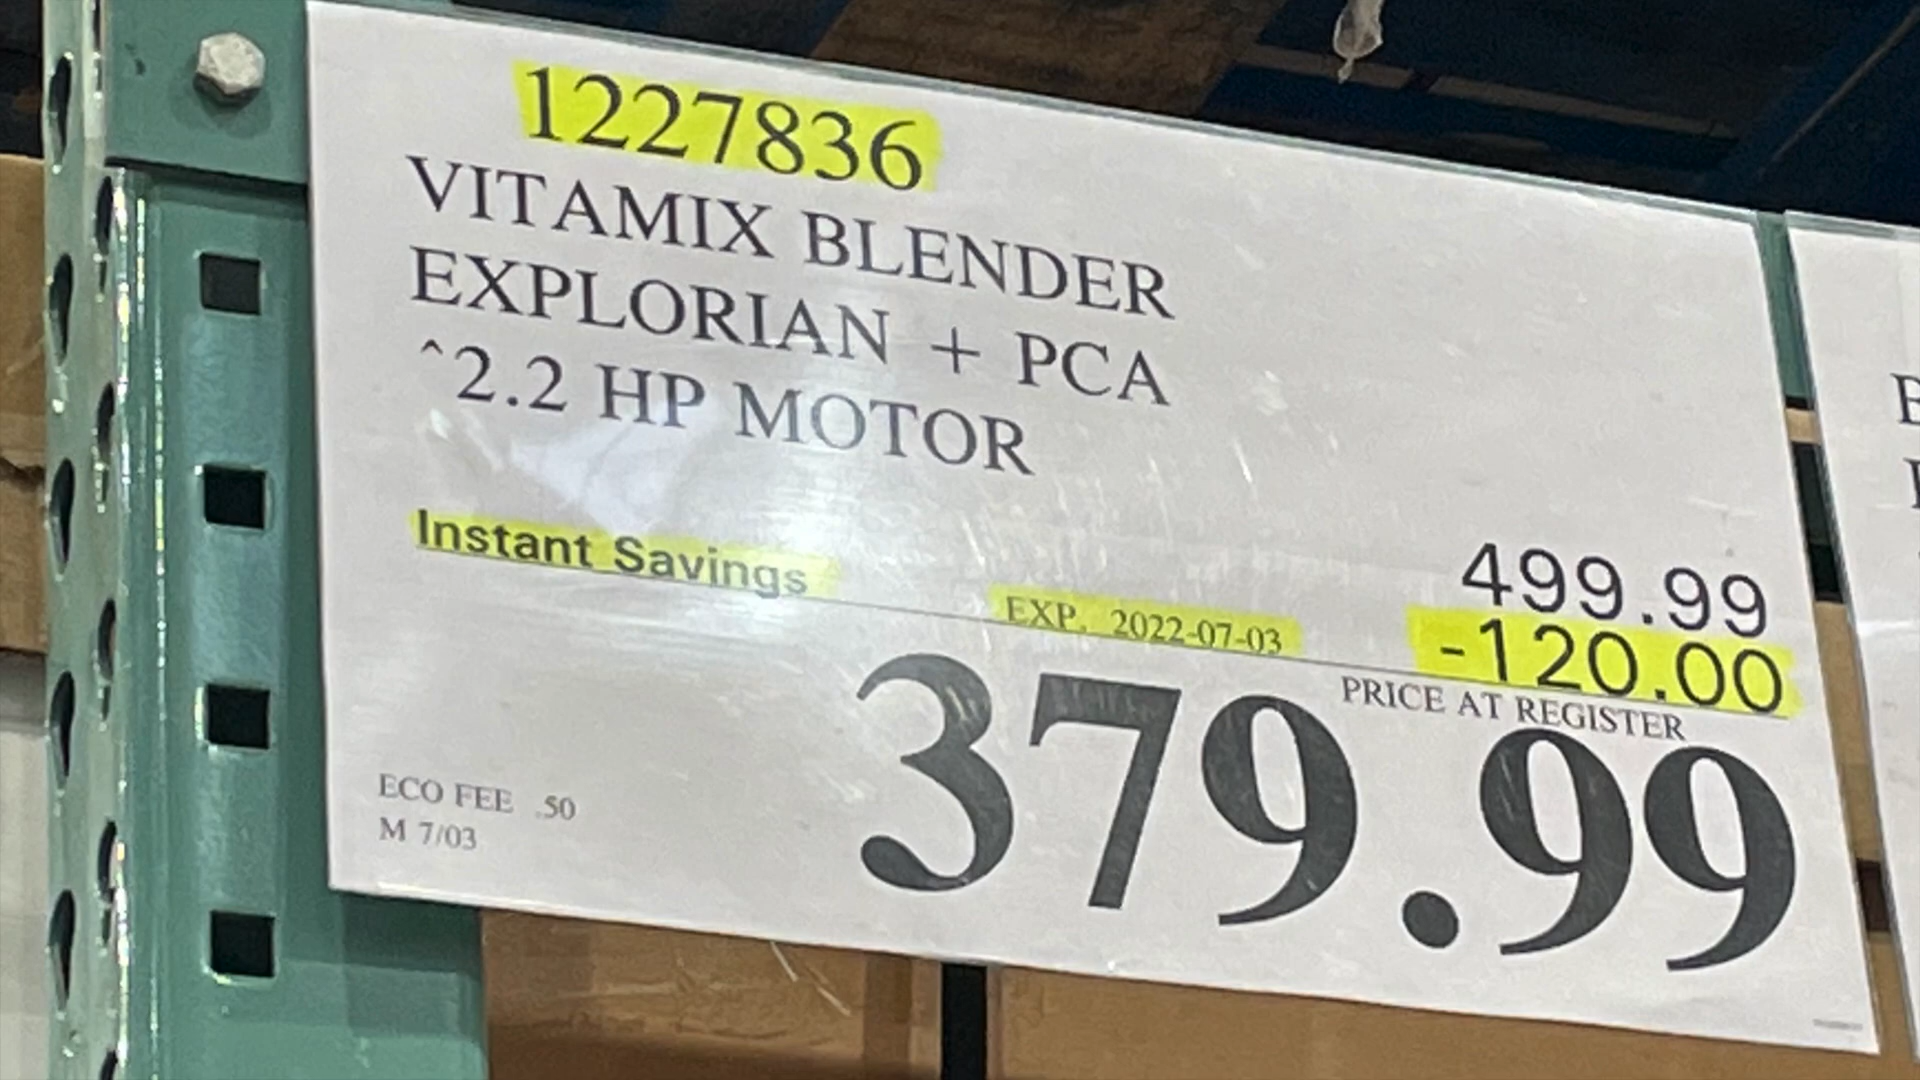 1227836
VITAMIX BLENDER
EXPLORIAN + PCA
^2.2 HP MOTOR
Instant Savings
499.99
EXP. 2022-07-03
-120.00
PRICE AT REGISTER
379.99
ECO FEE .50
M 7/03